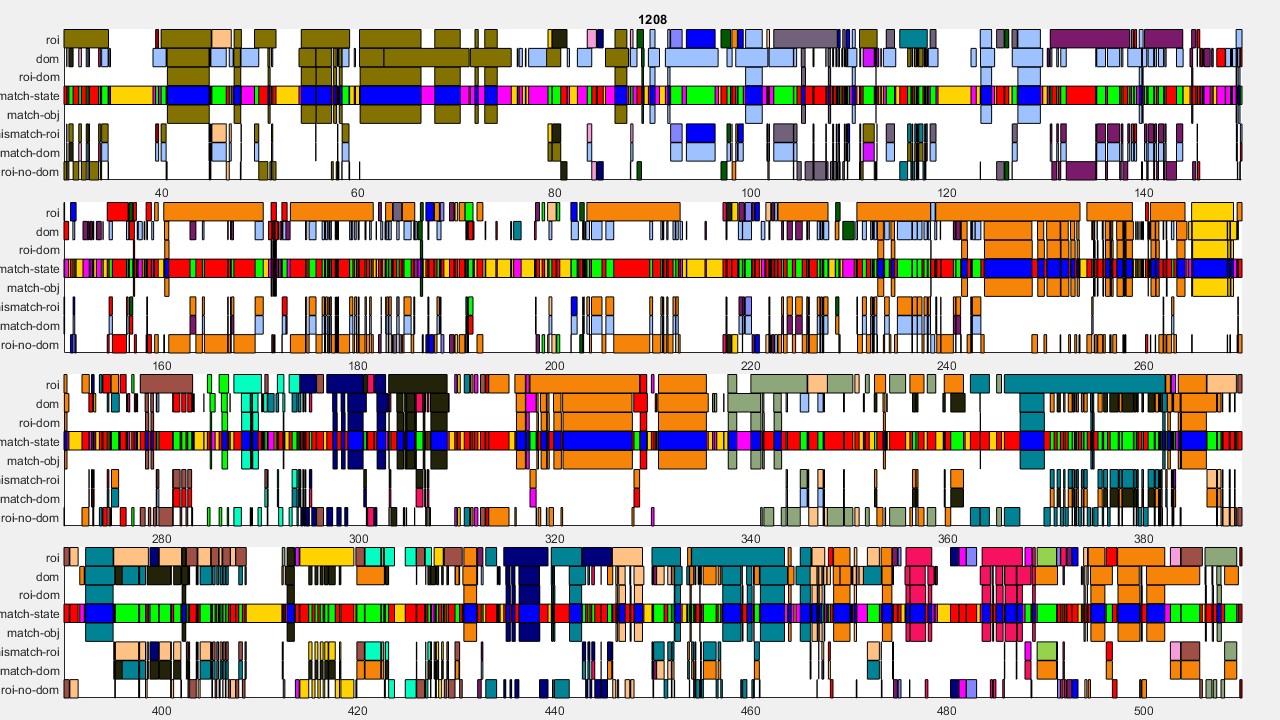 1208
roi
dom
roi-dom
match-state
match-obj
ismatch-roi
match-dom
roi-no-dom
40 60 80 100 120 140
roi
dom
roi-dom
match-state
match-obj
ismatch-roi
match-dom
roi-no-dom
160 180 200 220 240 260
roi
dom
roi-dom
match-state
match-obj
ismatch-roi
match-dom
roi-no-dom
280 300 320 340 360 380
roi
dom
roi-dom
match-state
match-obj
ismatch-roi
match-dom
roi-no-dom
400 420 440 460 480 500